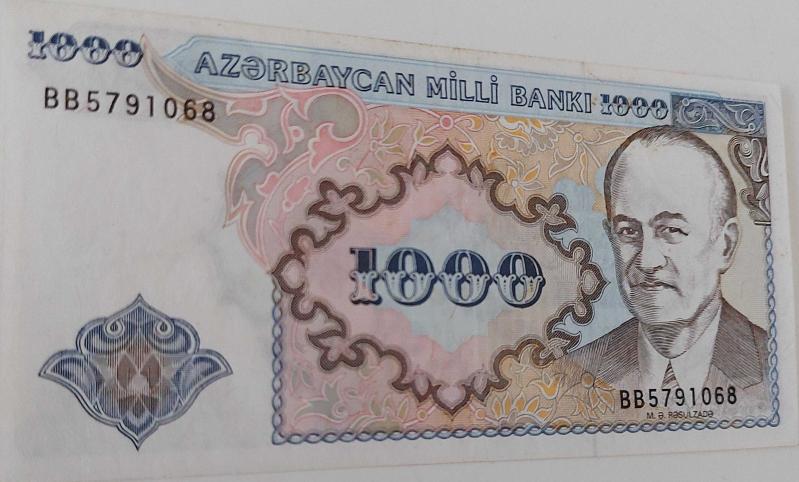 1000
AZƏRBAYCAN MİLLİ BANKI 1000
BB5791068
1000
BB5791068
M. Ə. RƏSULZADƏ